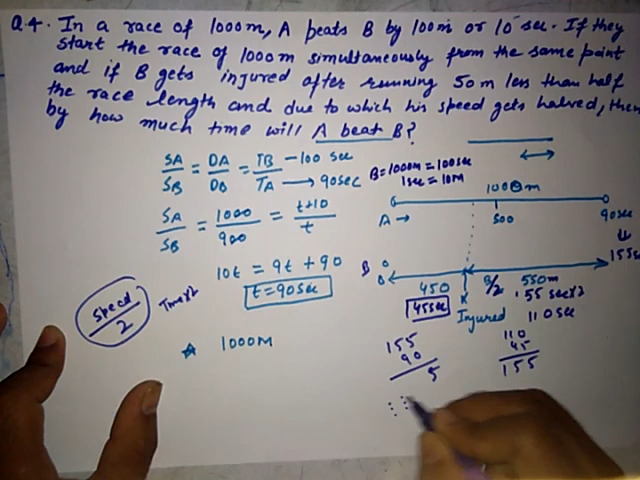 Q.4. In a race of 1000m, A beats B by 100m or 10 sec. If they
start the race of 1000m simultaneously from the same point
and if B gets injured after running 50m less than half
the race length and due to which his speed gets halved, then
by how much time will A beat B?
SA/SB = DA/DB = TB/TA
100 sec
90sec
B=1000m=100sec
1sec=10M
SA/SB = 1000/900 = t+10/t
10t = 9t + 90
t=90sec
Speed/2
Time×2
1000M
1000m
A →
500
90sec
155
B
450
B/2
550m
45sec
55 sec×2
Injured
110sec
155
90
5
110
45
155